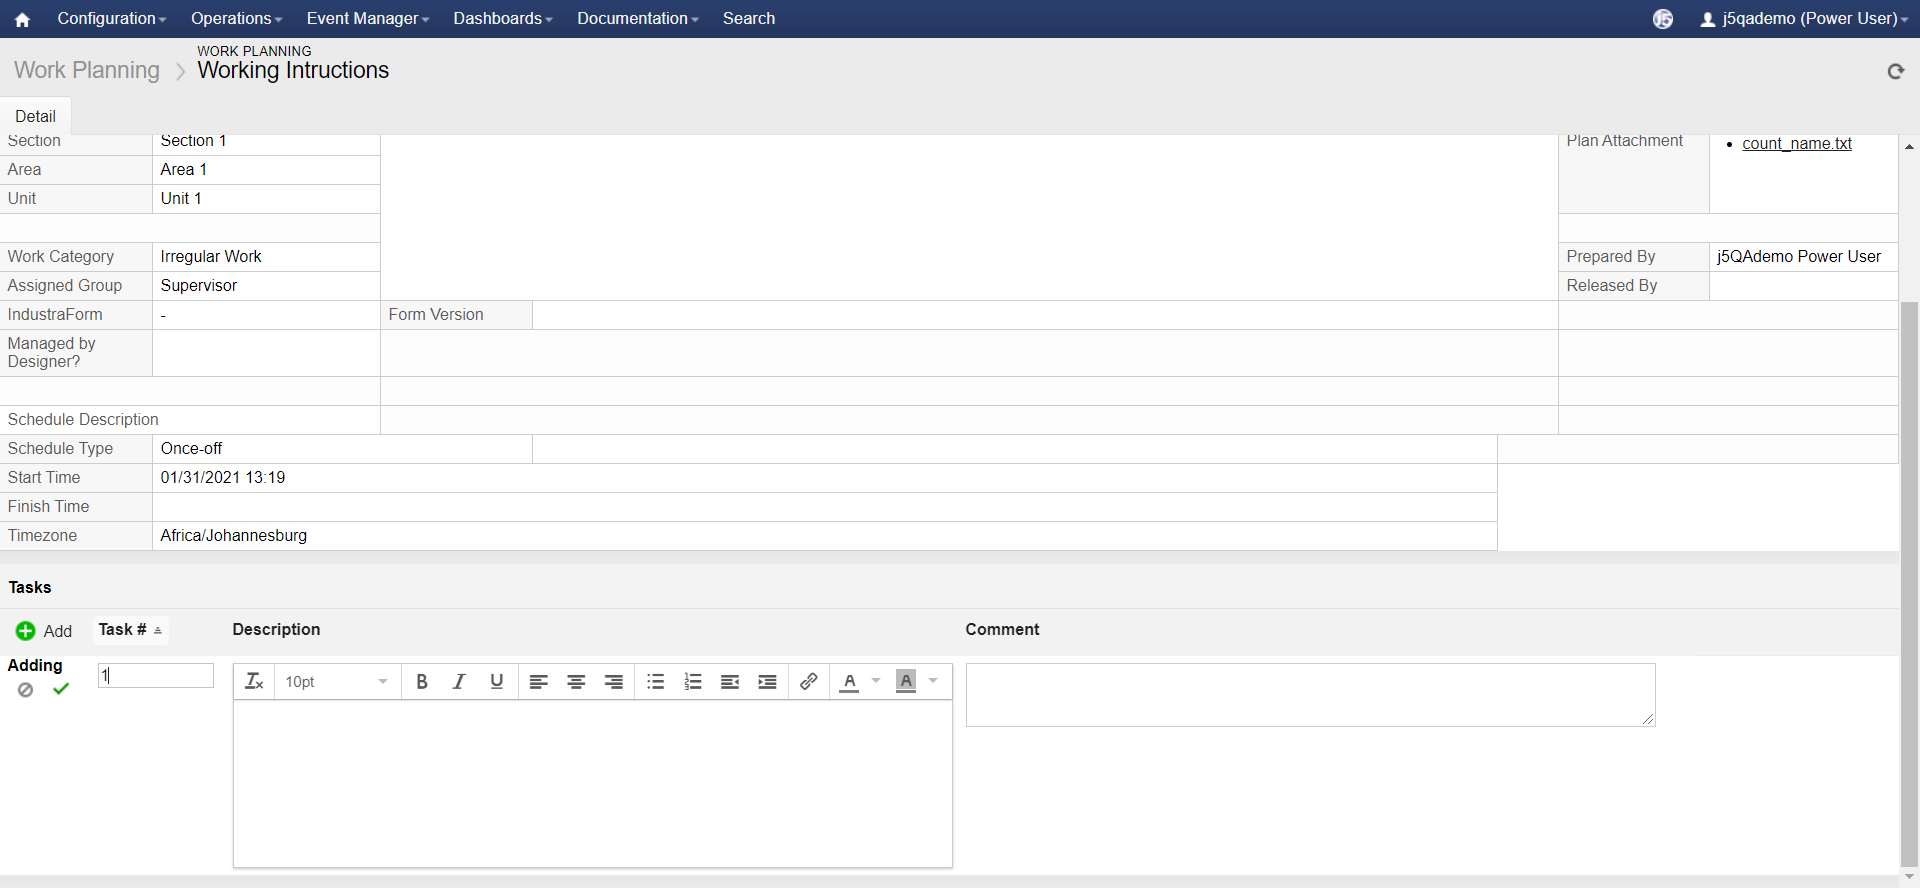 Configuration Operations Event Manager Dashboards Documentation Search j5 j5qademo (Power User)
WORK PLANNING
Work Planning Working Intructions
Detail
Section Section 1 Plan Attachment count_name.txt
Area Area 1
Unit Unit 1
Work Category Irregular Work Prepared By j5QAdemo Power User
Assigned Group Supervisor Released By
IndustraForm - Form Version
Managed by
Designer?
Schedule Description
Schedule Type Once-off
Start Time 01/31/2021 13:19
Finish Time
Timezone Africa/Johannesburg
Tasks
Add Task # Description Comment
Adding
1
10pt B I U A A